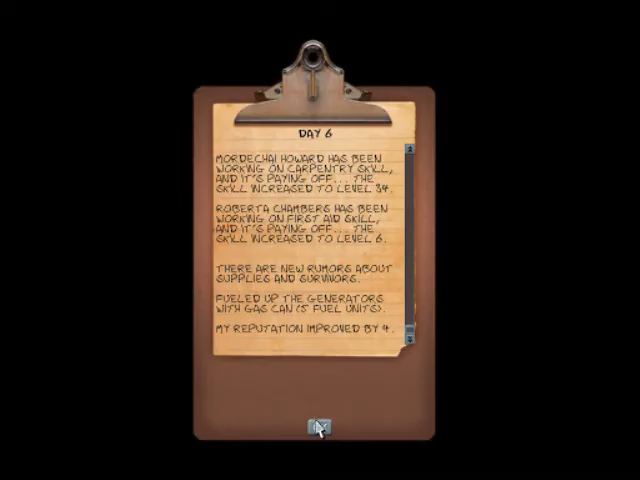 DAY 6
MORDECHAI HOWARD HAS BEEN
WORKING ON CARPENTRY SKILL,
AND IT'S PAYING OFF... THE
SKILL INCREASED TO LEVEL 34.
ROBERTA CHAMBERS HAS BEEN
WORKING ON FIRST AID SKILL,
AND IT'S PAYING OFF... THE
SKILL INCREASED TO LEVEL 6.
THERE ARE NEW RUMORS ABOUT
SUPPLIES AND SURVIVORS.
FUELED UP THE GENERATORS
WITH GAS CAN (5 FUEL UNITS).
MY REPUTATION IMPROVED BY 4.